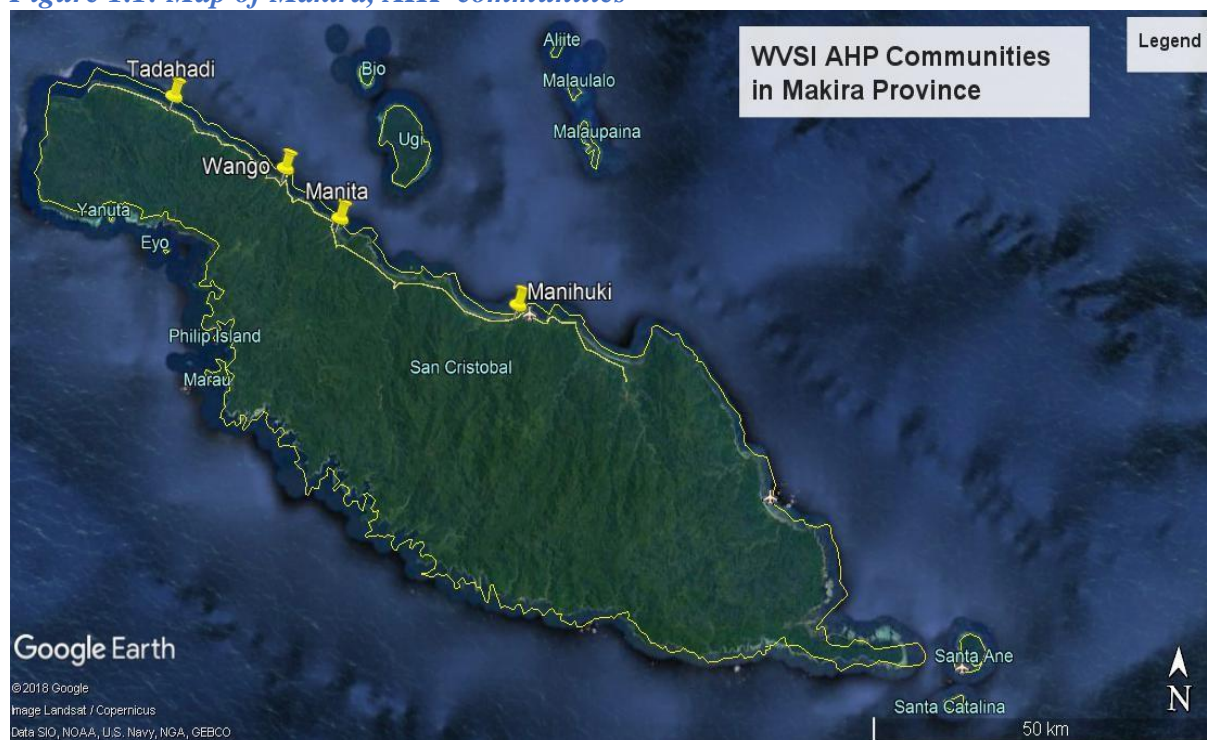 Figure 1.1: Map of Makira, AHP communities
WVSI AHP Communities
in Makira Province
Legend
Aliite
Bio
Tadahadi
Malaulalo
Malaupaina
Ugi
Wango
Manita
Yanuta
Eyo
Manihuki
Philip Island
San Cristobal
Marau
Google Earth
Santa Ane
©2018 Google
Image Landsat / Copernicus
Santa Catalina
N
Data SIO, NOAA, U.S. Navy, NGA, GEBCO
50 km